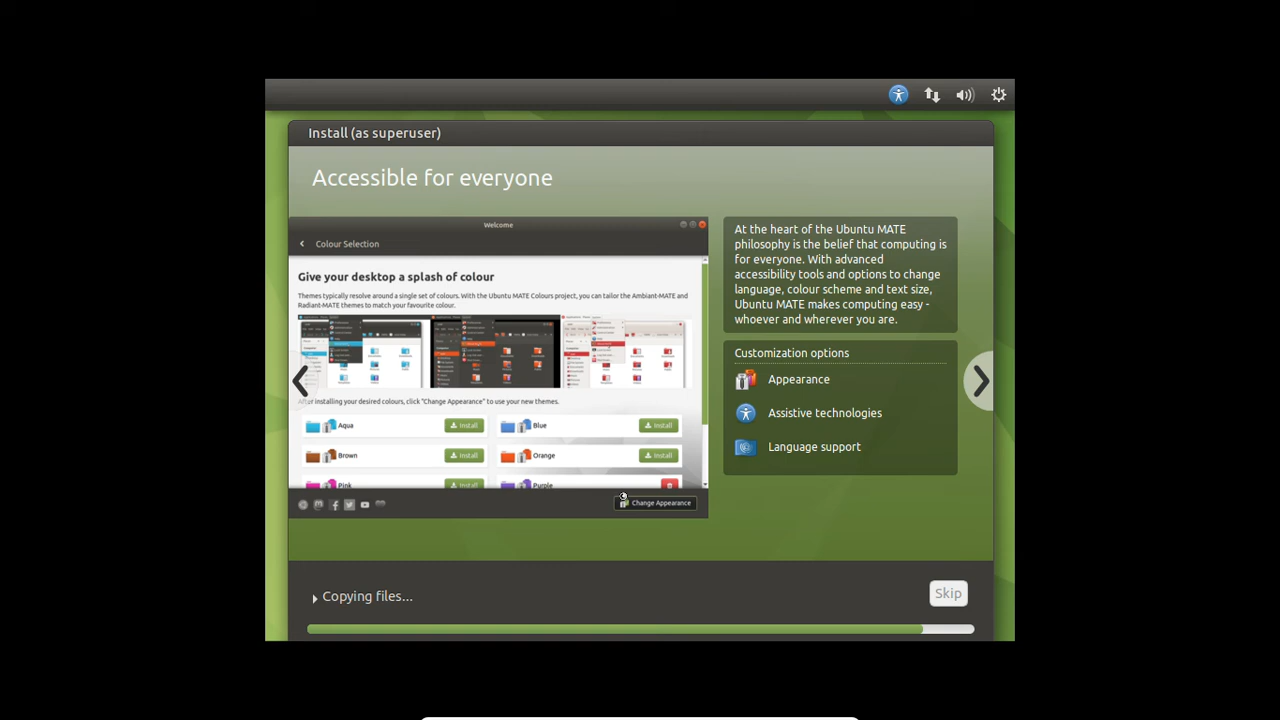 Install (as superuser)
Accessible for everyone
Welcome
Colour Selection
Give your desktop a splash of colour
Themes typically resolve around a single set of colours. With the Ubuntu MATE Colours project, you can tailor the Ambiant-MATE and
Radiant-MATE themes to match your favourite colour.
After installing your desired colours, click "Change Appearance" to use your new themes.
Aqua
Install
Blue
Install
Brown
Install
Orange
Install
Pink
Install
Purple
Change Appearance
At the heart of the Ubuntu MATE
philosophy is the belief that computing is
for everyone. With advanced
accessibility tools and options to change
language, colour scheme and text size,
Ubuntu MATE makes computing easy -
whoever and wherever you are.
Customization options
Appearance
Assistive technologies
Language support
Copying files...
Skip